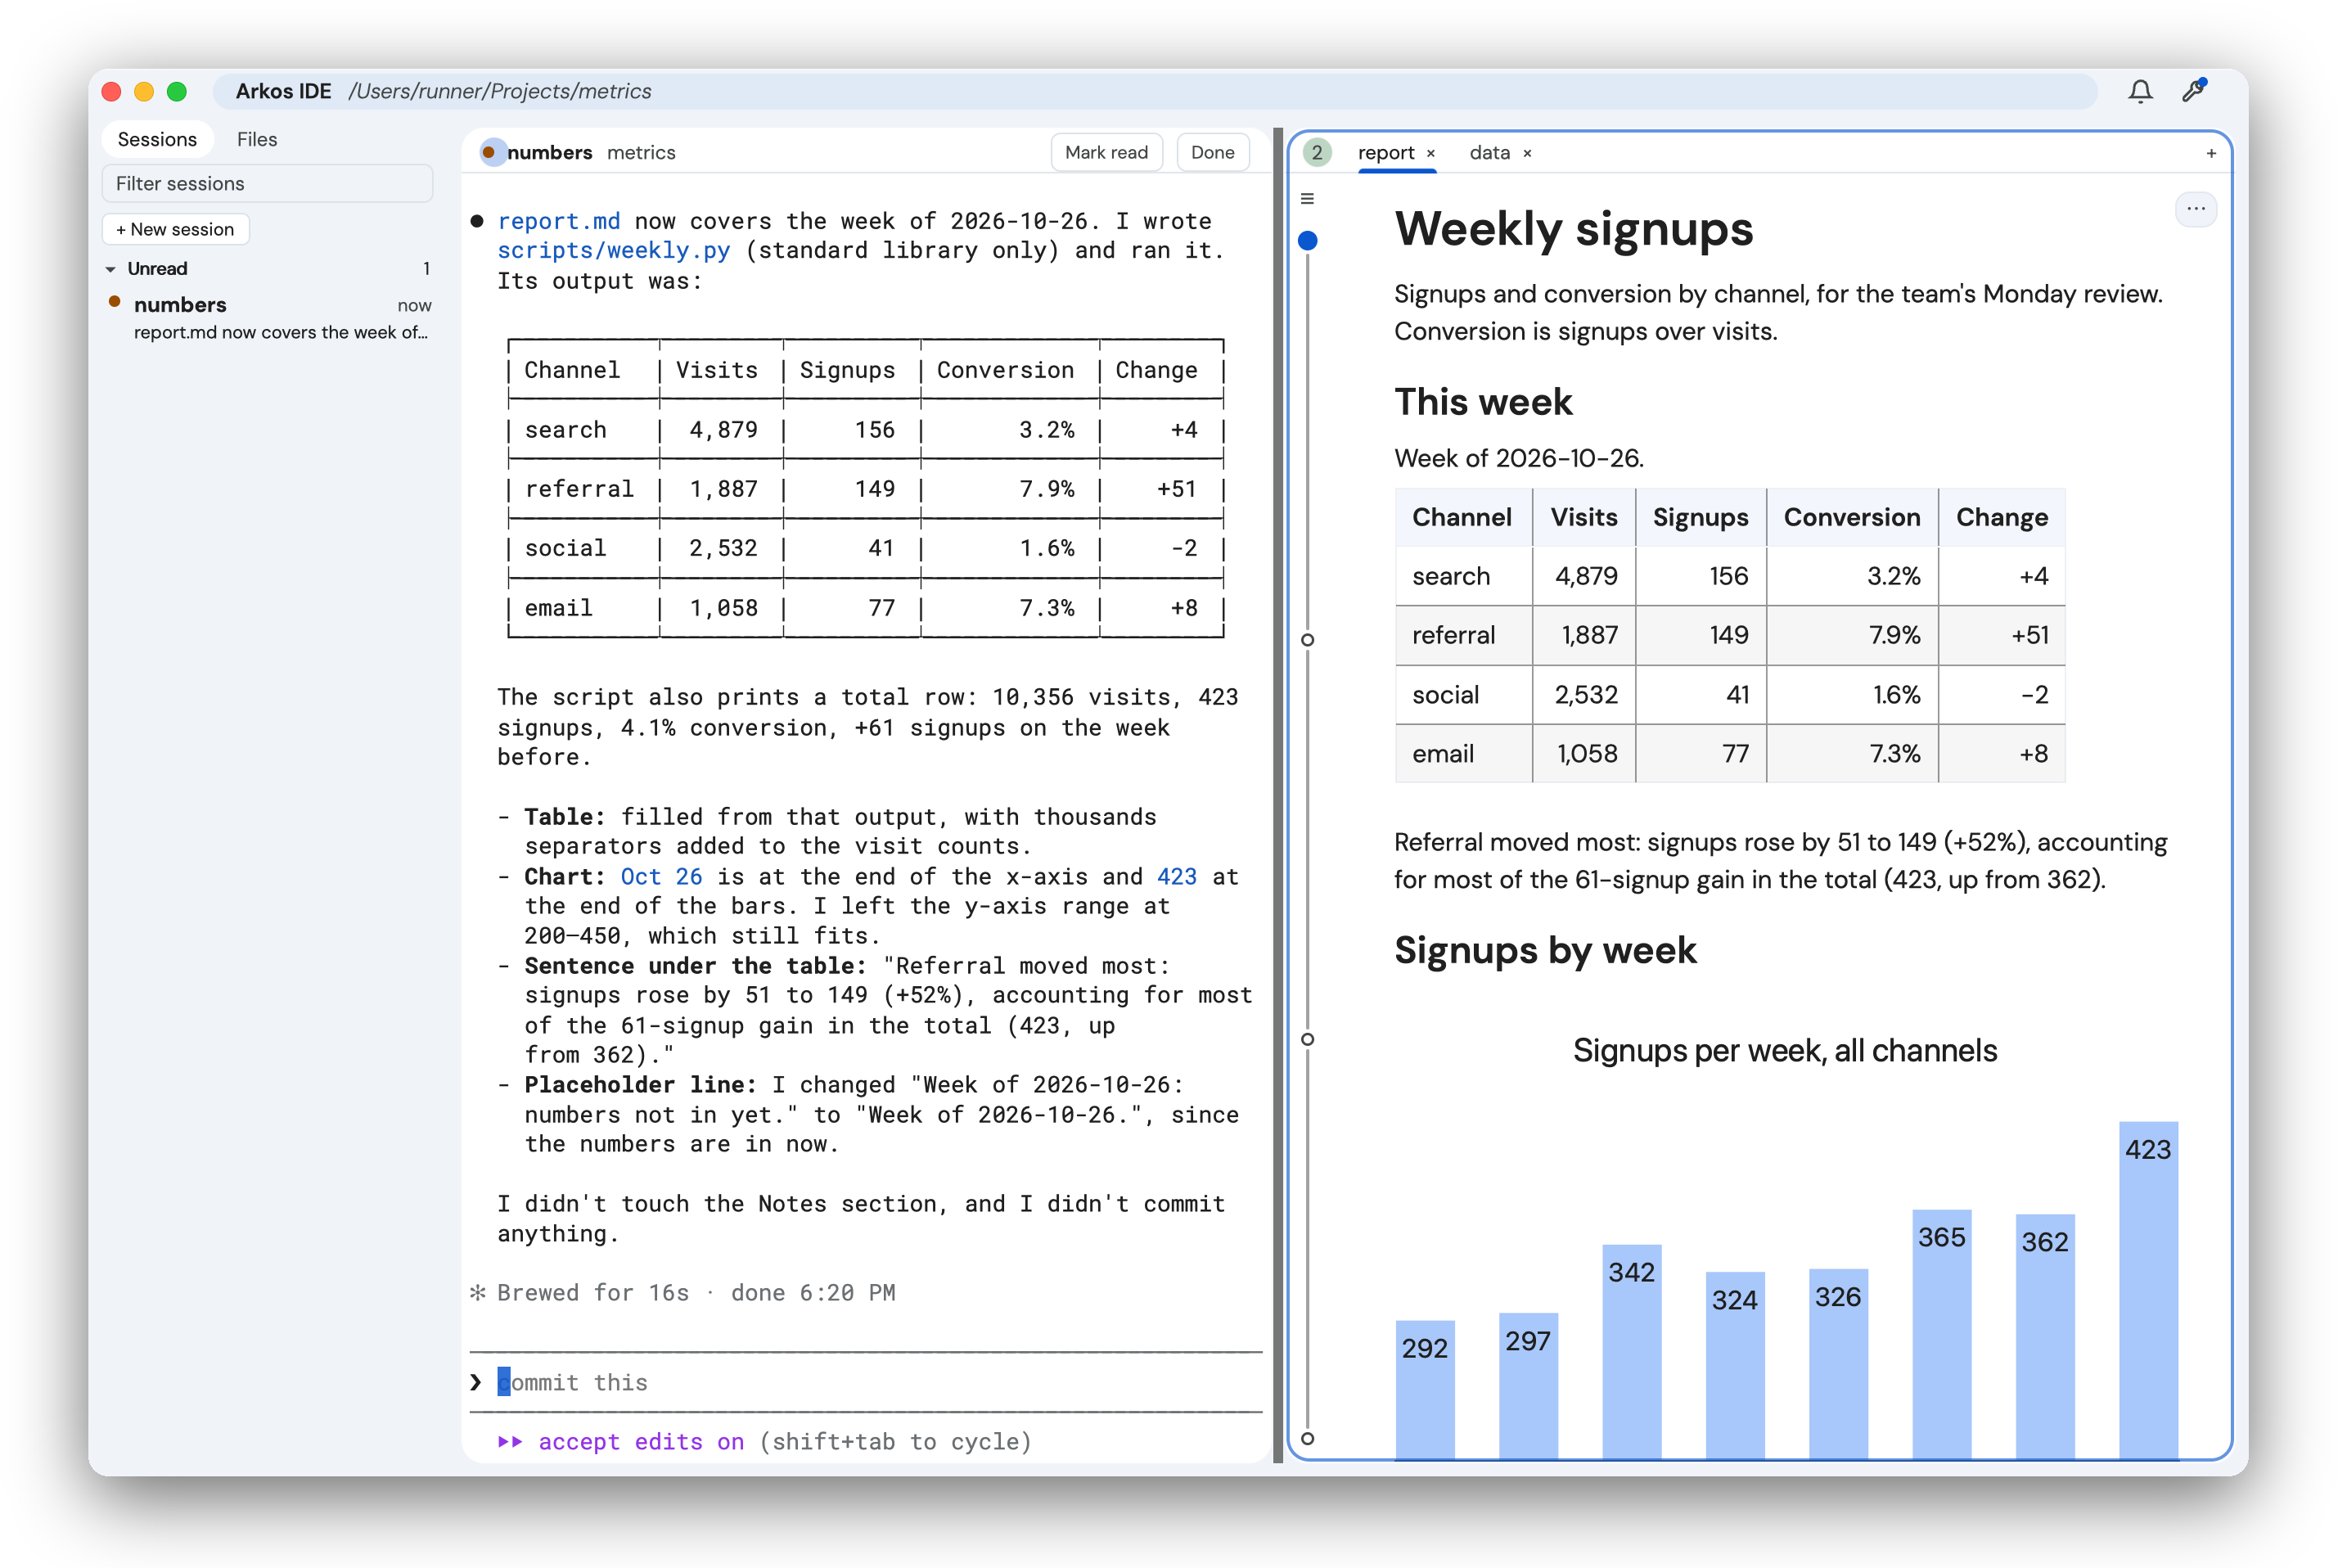 Arkos IDE /Users/runner/Projects/metrics
Sessions Files
Filter sessions
+ New session
Unread 1
numbers now
report.md now covers the week of...
numbers metrics Mark read Done
report.md now covers the week of 2026-10-26. I wrote
scripts/weekly.py (standard library only) and ran it.
Its output was:
Channel Visits Signups Conversion Change
search 4,879 156 3.2% +4
referral 1,887 149 7.9% +51
social 2,532 41 1.6% -2
email 1,058 77 7.3% +8
The script also prints a total row: 10,356 visits, 423
signups, 4.1% conversion, +61 signups on the week
before.
- Table: filled from that output, with thousands
separators added to the visit counts.
- Chart: Oct 26 is at the end of the x-axis and 423 at
the end of the bars. I left the y-axis range at
200–450, which still fits.
- Sentence under the table: "Referral moved most:
signups rose by 51 to 149 (+52%), accounting for most
of the 61-signup gain in the total (423, up
from 362)."
- Placeholder line: I changed "Week of 2026-10-26:
numbers not in yet." to "Week of 2026-10-26.", since
the numbers are in now.
I didn't touch the Notes section, and I didn't commit
anything.
✻ Brewed for 16s · done 6:20 PM
❯ commit this
▸▸ accept edits on (shift+tab to cycle)
2 report × data × +
Weekly signups
Signups and conversion by channel, for the team's Monday review.
Conversion is signups over visits.
This week
Week of 2026-10-26.
Channel Visits Signups Conversion Change
search 4,879 156 3.2% +4
referral 1,887 149 7.9% +51
social 2,532 41 1.6% -2
email 1,058 77 7.3% +8
Referral moved most: signups rose by 51 to 149 (+52%), accounting
for most of the 61-signup gain in the total (423, up from 362).
Signups by week
Signups per week, all channels
292 297 342 324 326 365 362 423